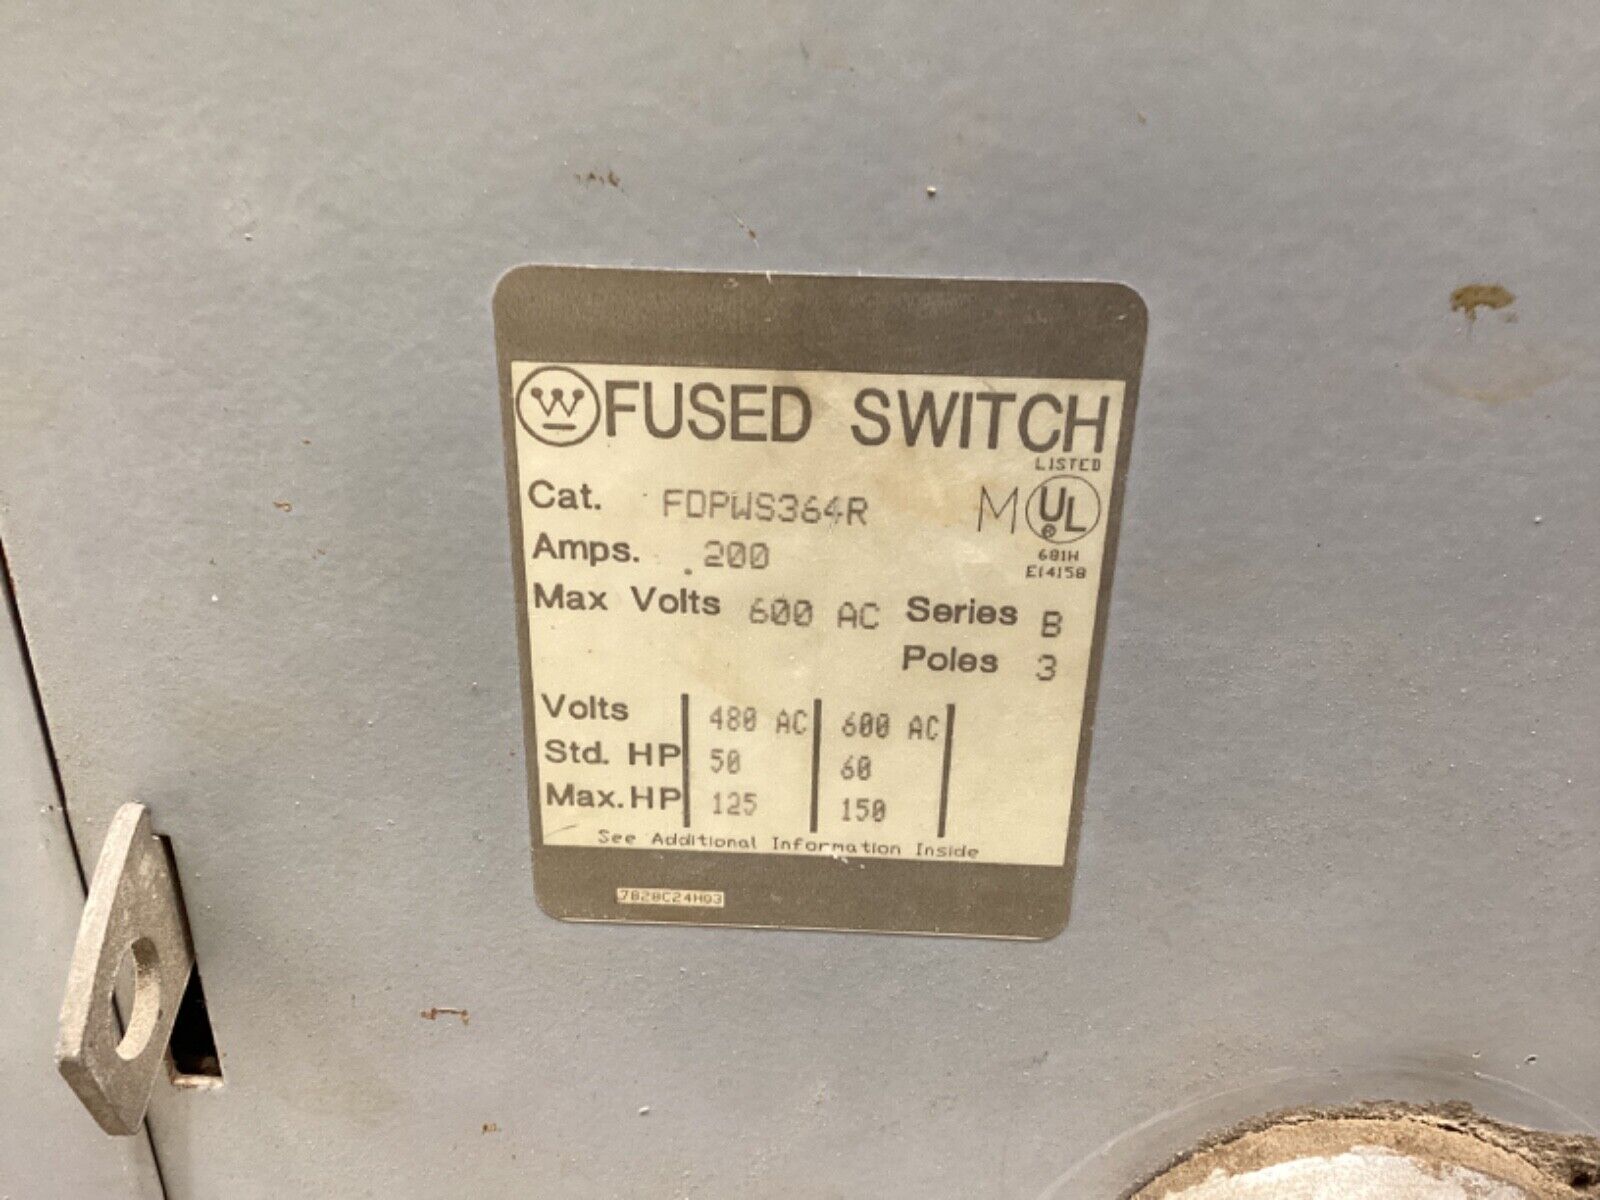 W FUSED SWITCH
LISTED
Cat. FDPWS364R M UL ®
Amps. 200 681H
E14158
Max Volts 600 AC Series B
Poles 3
Volts 480 AC 600 AC
Std. HP 50 60
Max. HP 125 150
See Additional Information Inside
7828C24H03